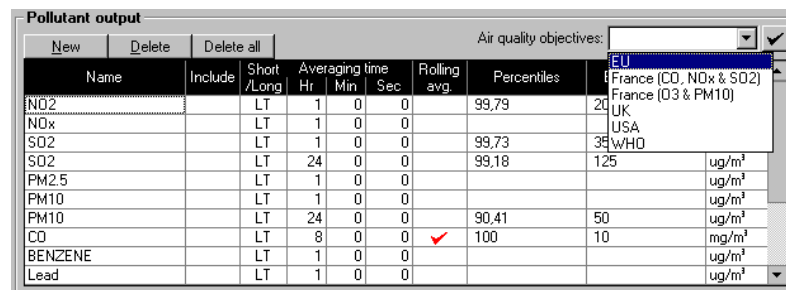 Pollutant output
New Delete Delete all Air quality objectives:
EU
France (CO, NOx & SO2)
France (O3 & PM10)
UK
USA
WHO
Name Include Short /Long Averaging time Hr Min Sec Rolling avg. Percentiles E
NO2 LT 1 0 0 99,79 20
NOx LT 1 0 0
SO2 LT 1 0 0 99,73 35
SO2 LT 24 0 0 99,18 125 ug/m³
PM2.5 LT 1 0 0 ug/m³
PM10 LT 1 0 0 ug/m³
PM10 LT 24 0 0 90,41 50 ug/m³
CO LT 8 0 0 100 10 mg/m³
BENZENE LT 1 0 0 ug/m³
Lead LT 1 0 0 ug/m³